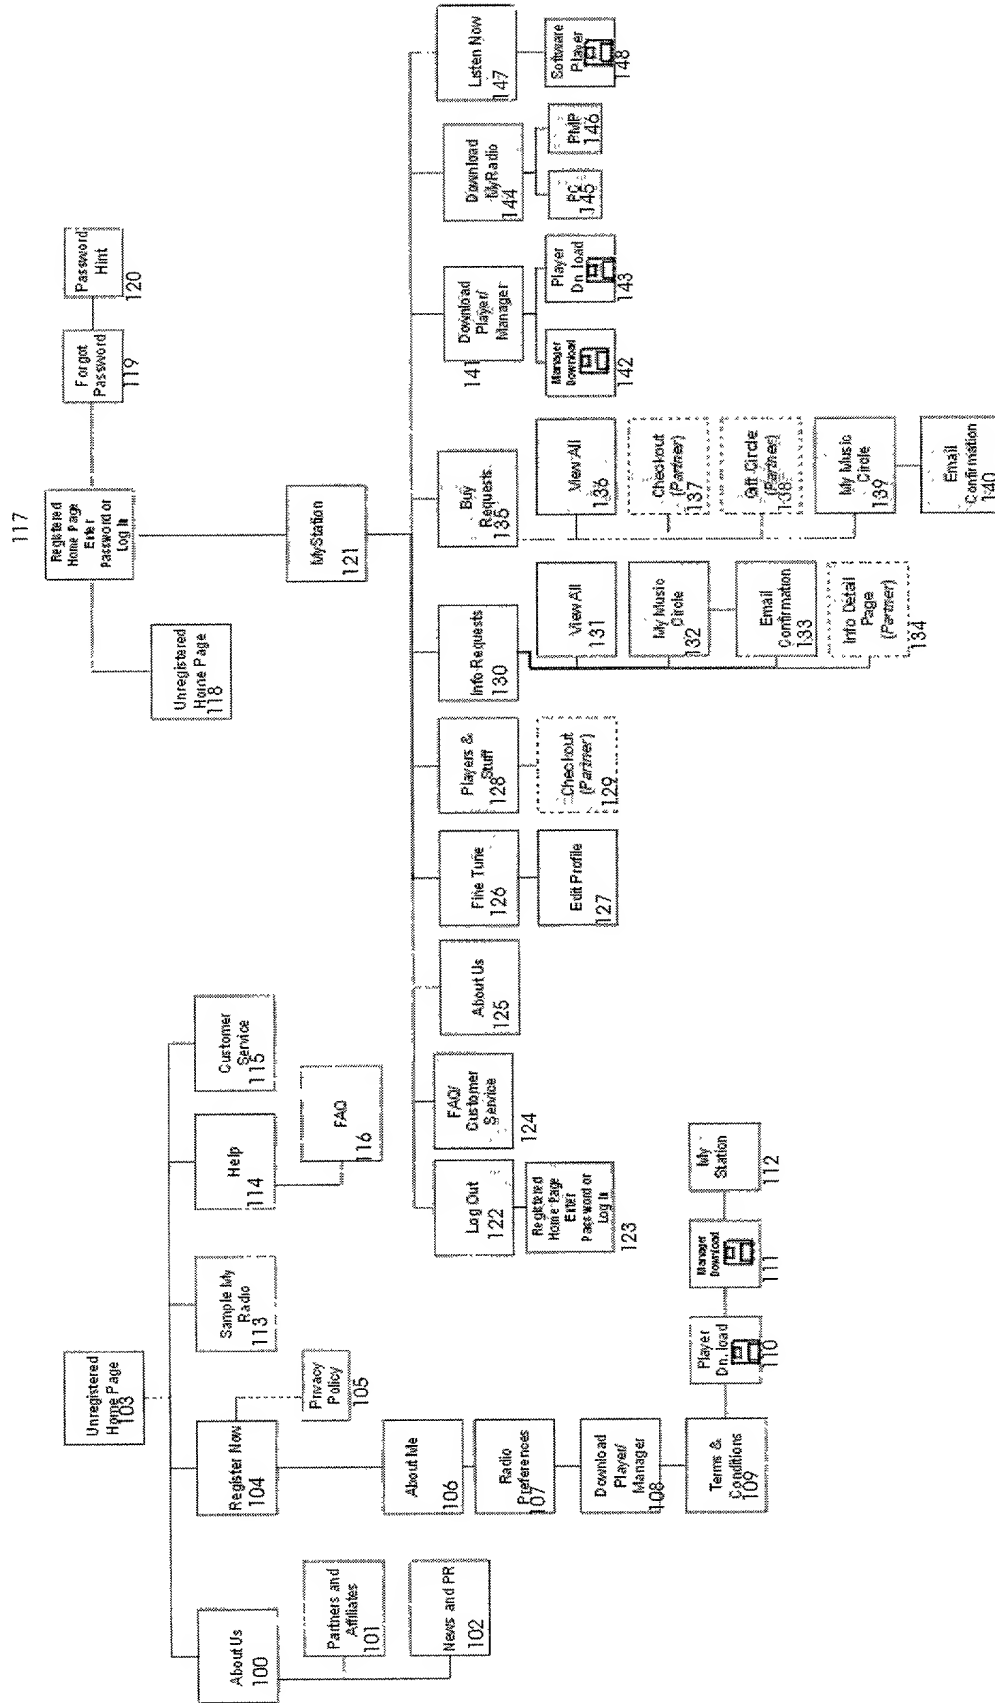 Unregistered
Home Page
103
About Us
100
Partners and
Affiliates
101
News and PR
102
Register Now
104
Privacy
Policy
105
About Me
106
Radio
Preferences
107
Download
Player/
Manager
108
Terms &
Conditions
109
Player
Dn. load
110
Manager
Download
111
My
Station
112
Sample My
Radio
113
Help
114
FAQ
116
Customer
Service
115
117
Registered
Home Page
Enter
Password or
Log In
Unregistered
Home Page
118
Forgot
Password
119
Password
Hint
120
MyStation
121
Log Out
122
Registered
Home Page
Enter
Password or
Log In
123
FAQ/
Customer
Service
124
About Us
125
Fine Tune
126
Edit Profile
127
Players &
Stuff
128
Checkout
(Partner)
129
Info Requests
130
View All
131
My Music
Circle
132
Email
Confirmation
133
Info Detail
Page
(Partner)
134
Buy
Requests
135
View All
136
Checkout
(Partner)
137
Gift Circle
(Partner)
138
My Music
Circle
139
Email
Confirmation
140
Download
Player/
Manager
141
Manager
Download
142
Player
Dn. load
143
Download
MyRadio
144
PC
145
PMP
146
Listen Now
147
Software
Player
148